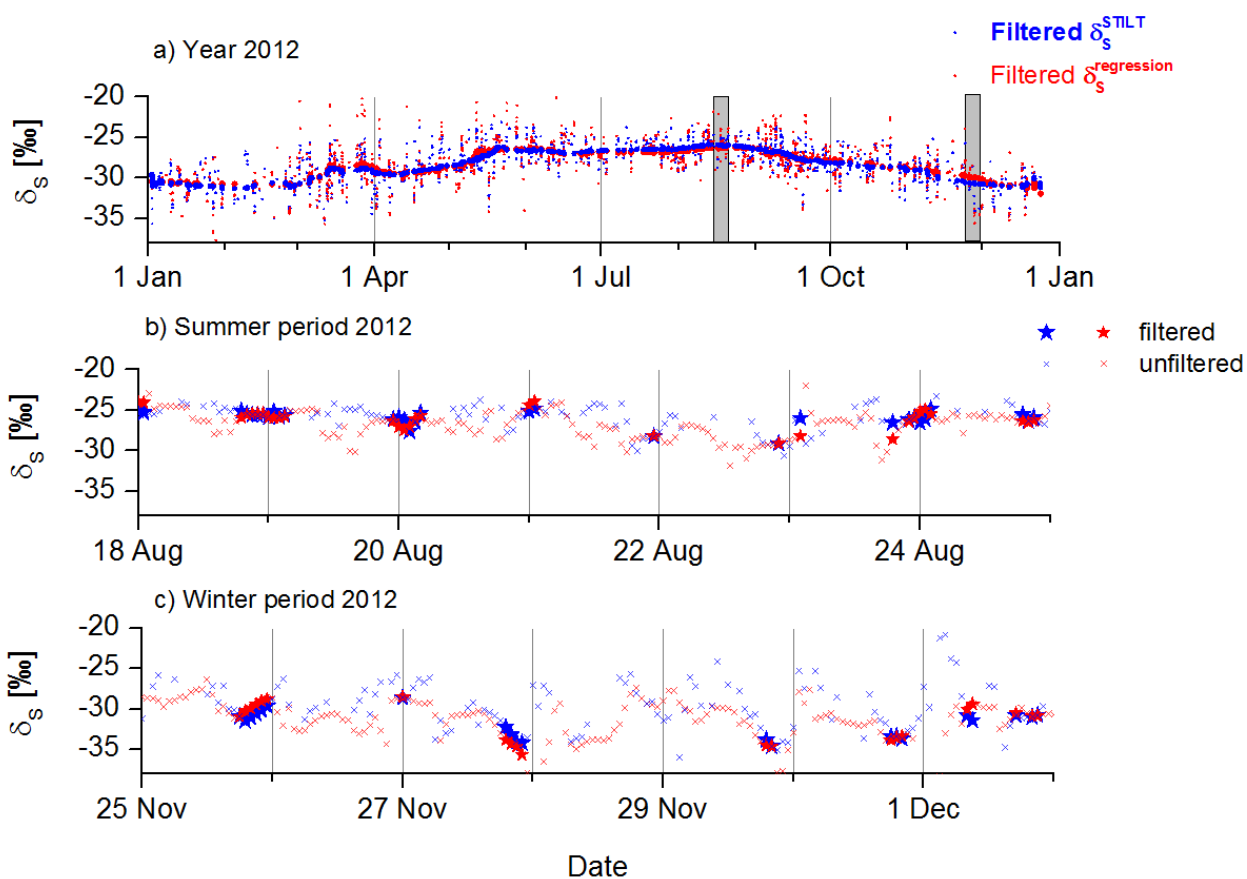 a) Year 2012
Filtered δS^STILT
Filtered δS^regression
δS [‰]
-20
-25
-30
-35
1 Jan
1 Apr
1 Jul
1 Oct
1 Jan
b) Summer period 2012
filtered
unfiltered
δS [‰]
-20
-25
-30
-35
18 Aug
20 Aug
22 Aug
24 Aug
c) Winter period 2012
δS [‰]
-20
-25
-30
-35
25 Nov
27 Nov
29 Nov
1 Dec
Date